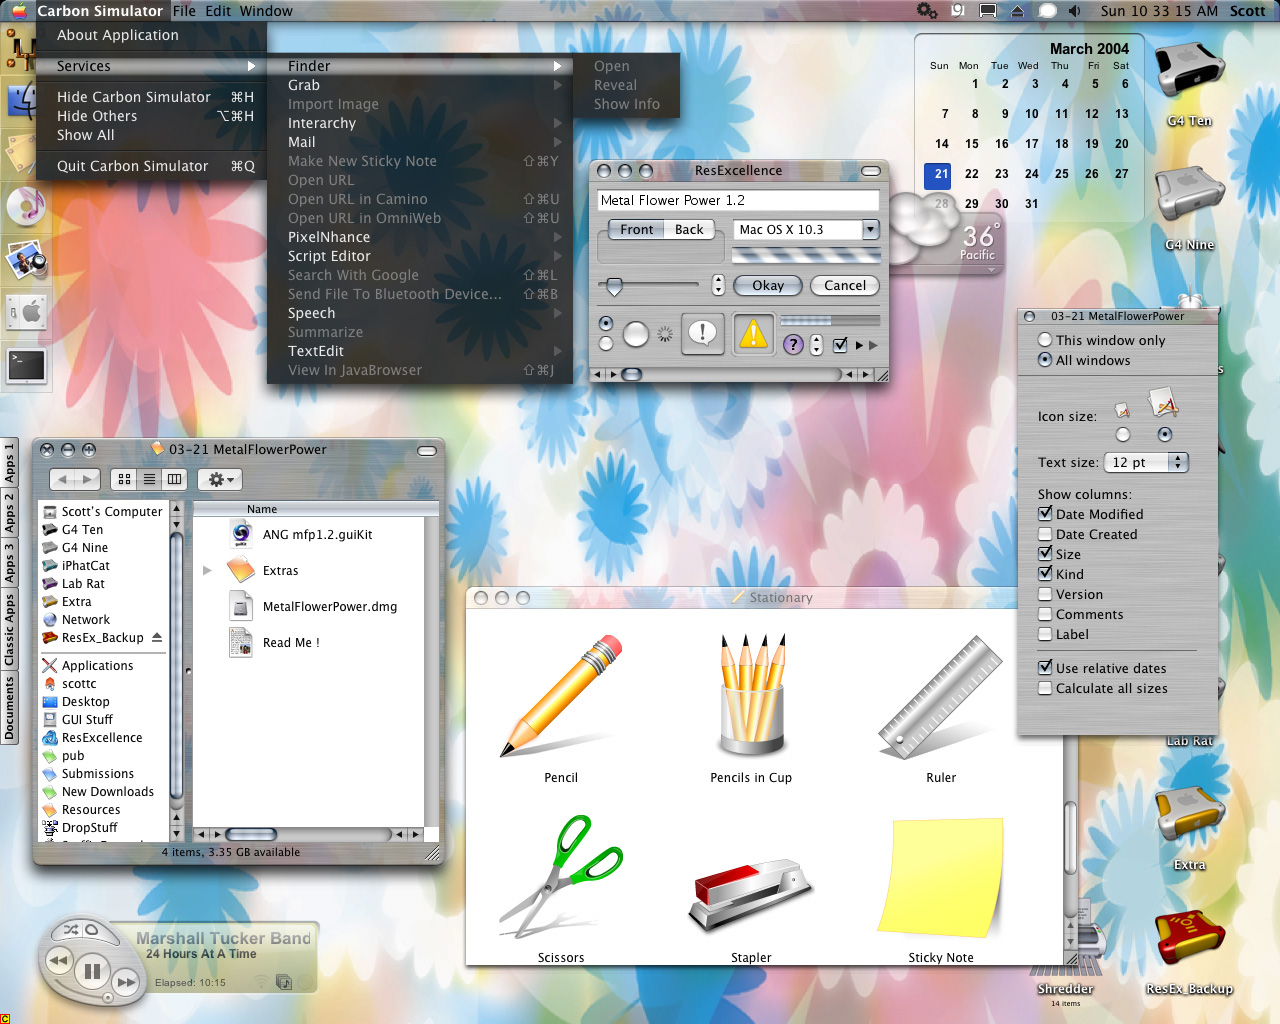 Carbon Simulator File Edit Window
Sun 10 33 15 AM Scott
About Application
Services
Hide Carbon Simulator ⌘H
Hide Others ⌥⌘H
Show All
Quit Carbon Simulator ⌘Q
Finder
Grab
Import Image
Interarchy
Mail
Make New Sticky Note ⇧⌘Y
Open URL
Open URL in Camino ⇧⌘U
Open URL in OmniWeb ⇧⌘U
PixelNhance
Script Editor
Search With Google ⇧⌘L
Send File To Bluetooth Device... ⇧⌘B
Speech
Summarize
TextEdit
View In JavaBrowser ⇧⌘J
Open
Reveal
Show Info
ResExcellence
Metal Flower Power 1.2
Front Back
Mac OS X 10.3
Okay Cancel
March 2004
Sun Mon Tue Wed Thu Fri Sat
1 2 3 4 5 6
7 8 9 10 11 12 13
14 15 16 17 18 19 20
21 22 23 24 25 26 27
28 29 30 31
36°
Pacific
G4 Ten
G4 Nine
03-21 MetalFlowerPower
This window only
All windows
Icon size:
Text size: 12 pt
Show columns:
Date Modified
Date Created
Size
Kind
Version
Comments
Label
Use relative dates
Calculate all sizes
Lab Rat
Extra
ResEx_Backup
Shredder
14 items
Apps 1
Apps 2
Apps 3
Classic Apps
Documents
03-21 MetalFlowerPower
Scott's Computer
G4 Ten
G4 Nine
iPhatCat
Lab Rat
Extra
Network
ResEx_Backup
Applications
scottc
Desktop
GUI Stuff
ResExcellence
pub
Submissions
New Downloads
Resources
DropStuff
Name
ANG mfp1.2.guiKit
Extras
MetalFlowerPower.dmg
Read Me !
4 items, 3.35 GB available
Stationary
Pencil
Pencils in Cup
Ruler
Scissors
Stapler
Sticky Note
Marshall Tucker Band
24 Hours At A Time
Elapsed: 10:15